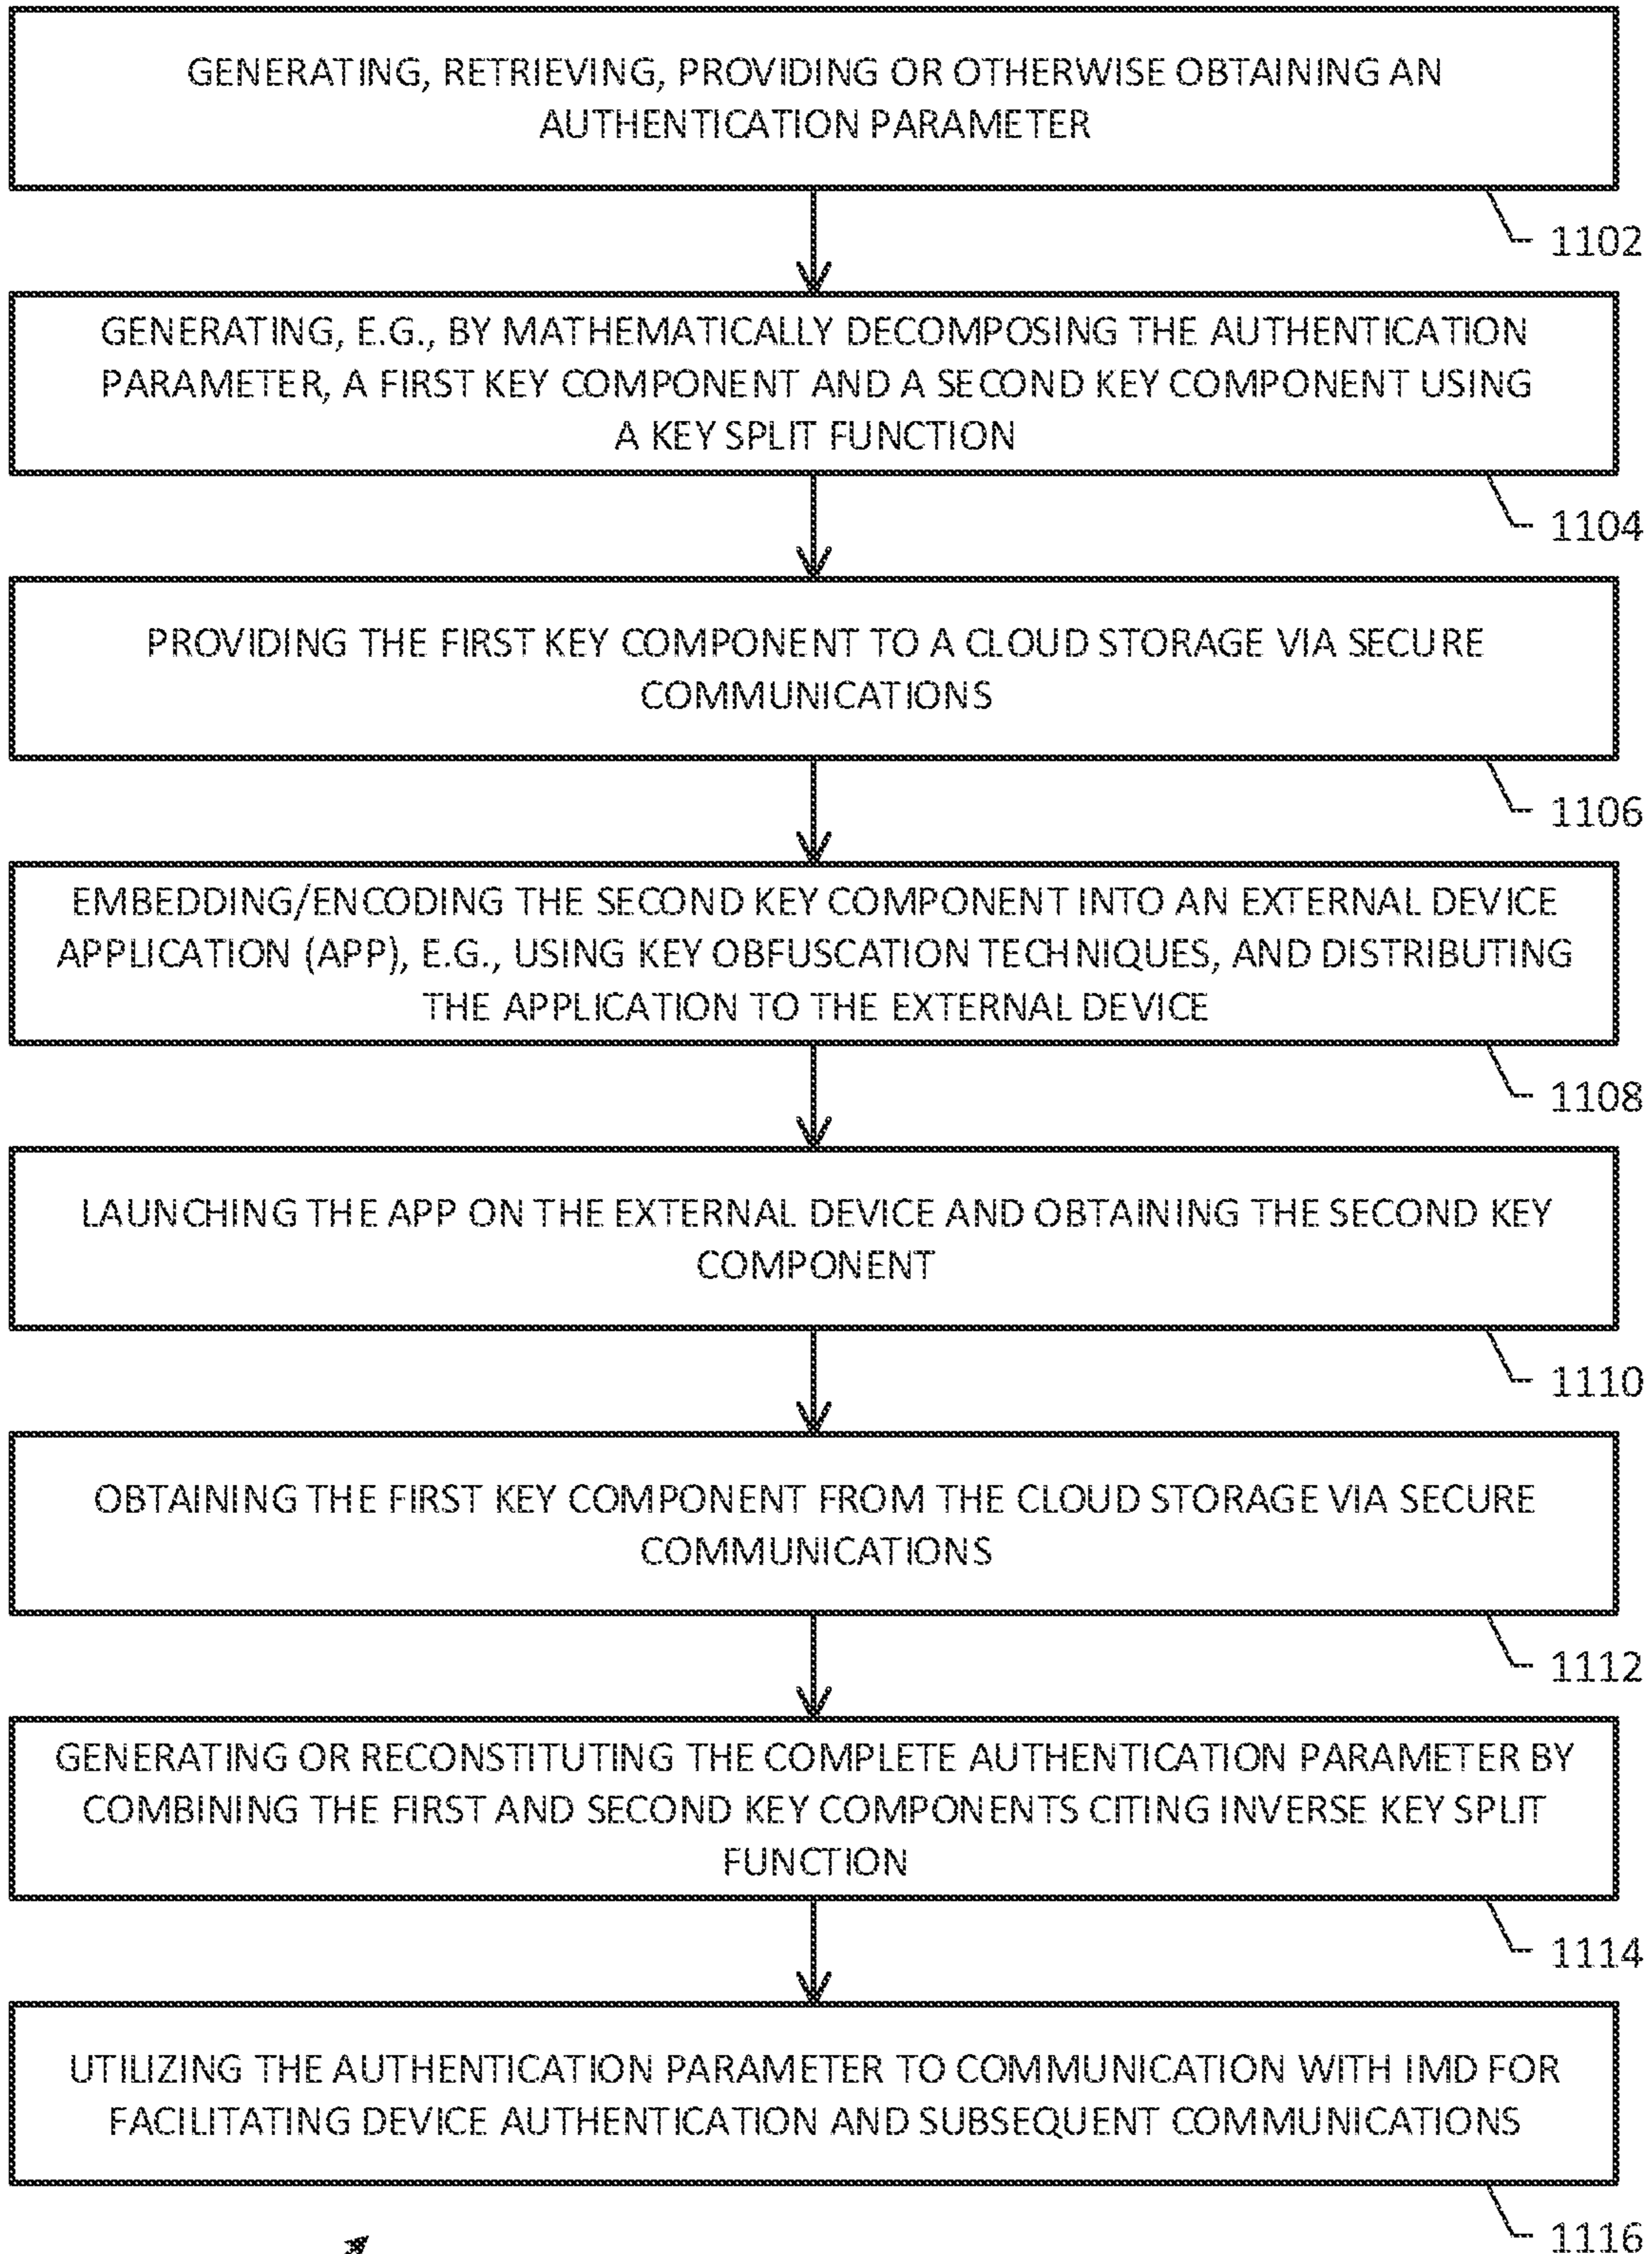 GENERATING, RETRIEVING, PROVIDING OR OTHERWISE OBTAINING AN
AUTHENTICATION PARAMETER
1102
GENERATING, E.G., BY MATHEMATICALLY DECOMPOSING THE AUTHENTICATION
PARAMETER, A FIRST KEY COMPONENT AND A SECOND KEY COMPONENT USING
A KEY SPLIT FUNCTION
1104
PROVIDING THE FIRST KEY COMPONENT TO A CLOUD STORAGE VIA SECURE
COMMUNICATIONS
1106
EMBEDDING/ENCODING THE SECOND KEY COMPONENT INTO AN EXTERNAL DEVICE
APPLICATION (APP), E.G., USING KEY OBFUSCATION TECHNIQUES, AND DISTRIBUTING
THE APPLICATION TO THE EXTERNAL DEVICE
1108
LAUNCHING THE APP ON THE EXTERNAL DEVICE AND OBTAINING THE SECOND KEY
COMPONENT
1110
OBTAINING THE FIRST KEY COMPONENT FROM THE CLOUD STORAGE VIA SECURE
COMMUNICATIONS
1112
GENERATING OR RECONSTITUTING THE COMPLETE AUTHENTICATION PARAMETER BY
COMBINING THE FIRST AND SECOND KEY COMPONENTS CITING INVERSE KEY SPLIT
FUNCTION
1114
UTILIZING THE AUTHENTICATION PARAMETER TO COMMUNICATION WITH IMD FOR
FACILITATING DEVICE AUTHENTICATION AND SUBSEQUENT COMMUNICATIONS
1116